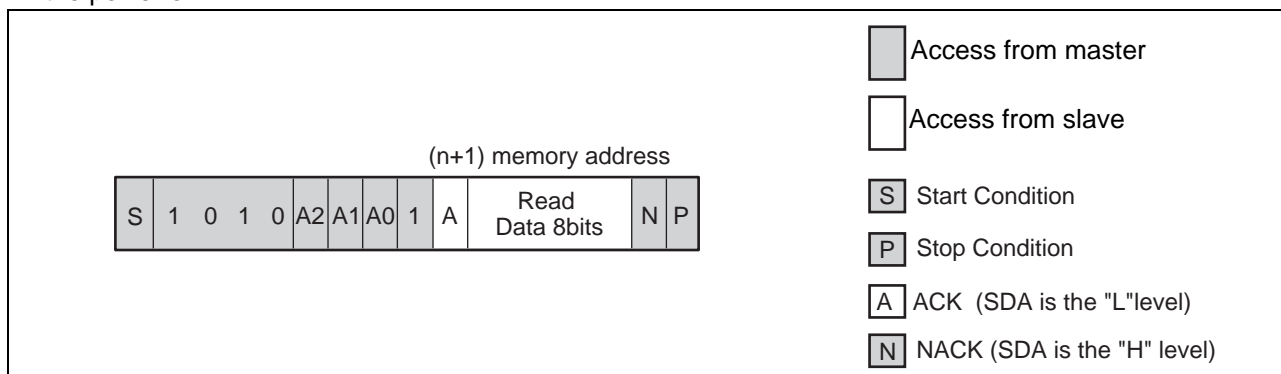 Access from master
Access from slave
(n+1) memory address
S 1 0 1 0 A2 A1 A0 1 A Read Data 8bits N P
S Start Condition
P Stop Condition
A ACK (SDA is the "L"level)
N NACK (SDA is the "H" level)